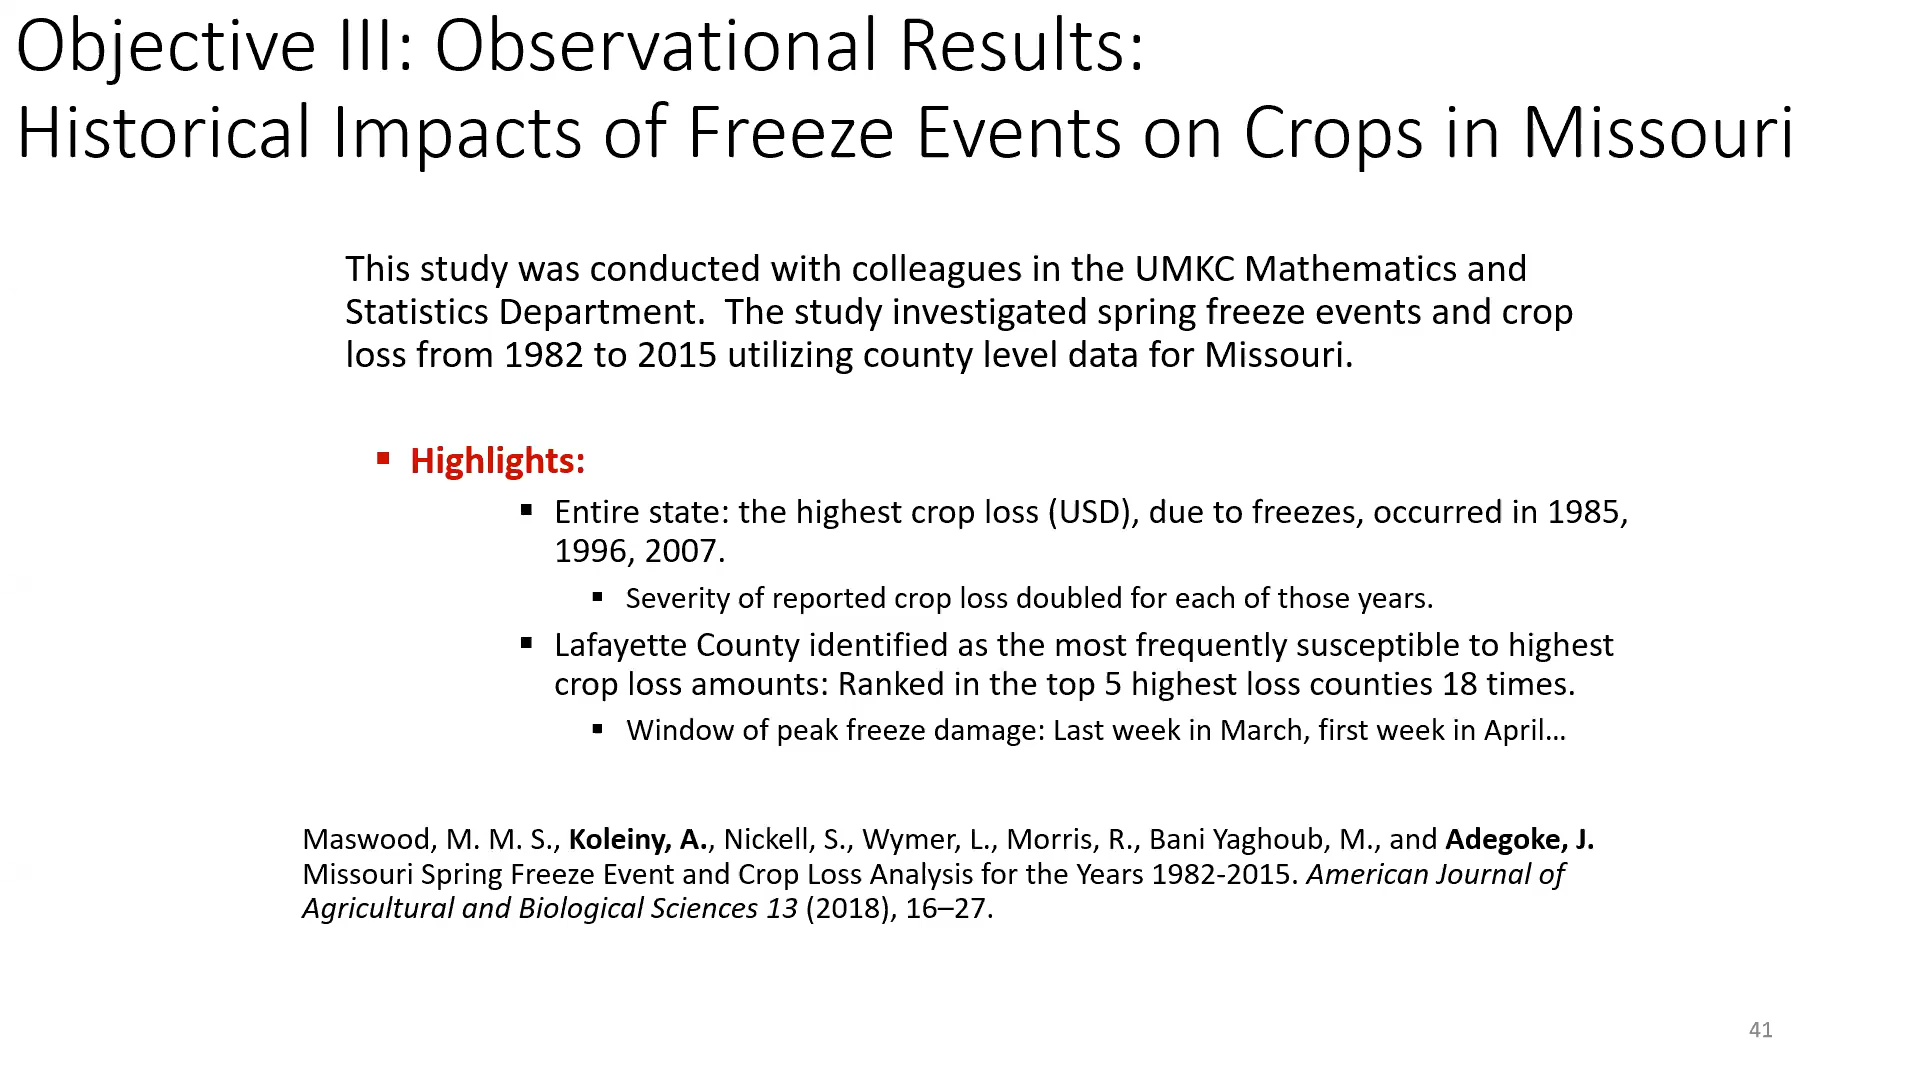 Objective III: Observational Results:
Historical Impacts of Freeze Events on Crops in Missouri
This study was conducted with colleagues in the UMKC Mathematics and
Statistics Department. The study investigated spring freeze events and crop
loss from 1982 to 2015 utilizing county level data for Missouri.
▪ Highlights:
▪ Entire state: the highest crop loss (USD), due to freezes, occurred in 1985,
1996, 2007.
▪ Severity of reported crop loss doubled for each of those years.
▪ Lafayette County identified as the most frequently susceptible to highest
crop loss amounts: Ranked in the top 5 highest loss counties 18 times.
▪ Window of peak freeze damage: Last week in March, first week in April…
Maswood, M. M. S., Koleiny, A., Nickell, S., Wymer, L., Morris, R., Bani Yaghoub, M., and Adegoke, J.
Missouri Spring Freeze Event and Crop Loss Analysis for the Years 1982-2015. American Journal of
Agricultural and Biological Sciences 13 (2018), 16–27.
41